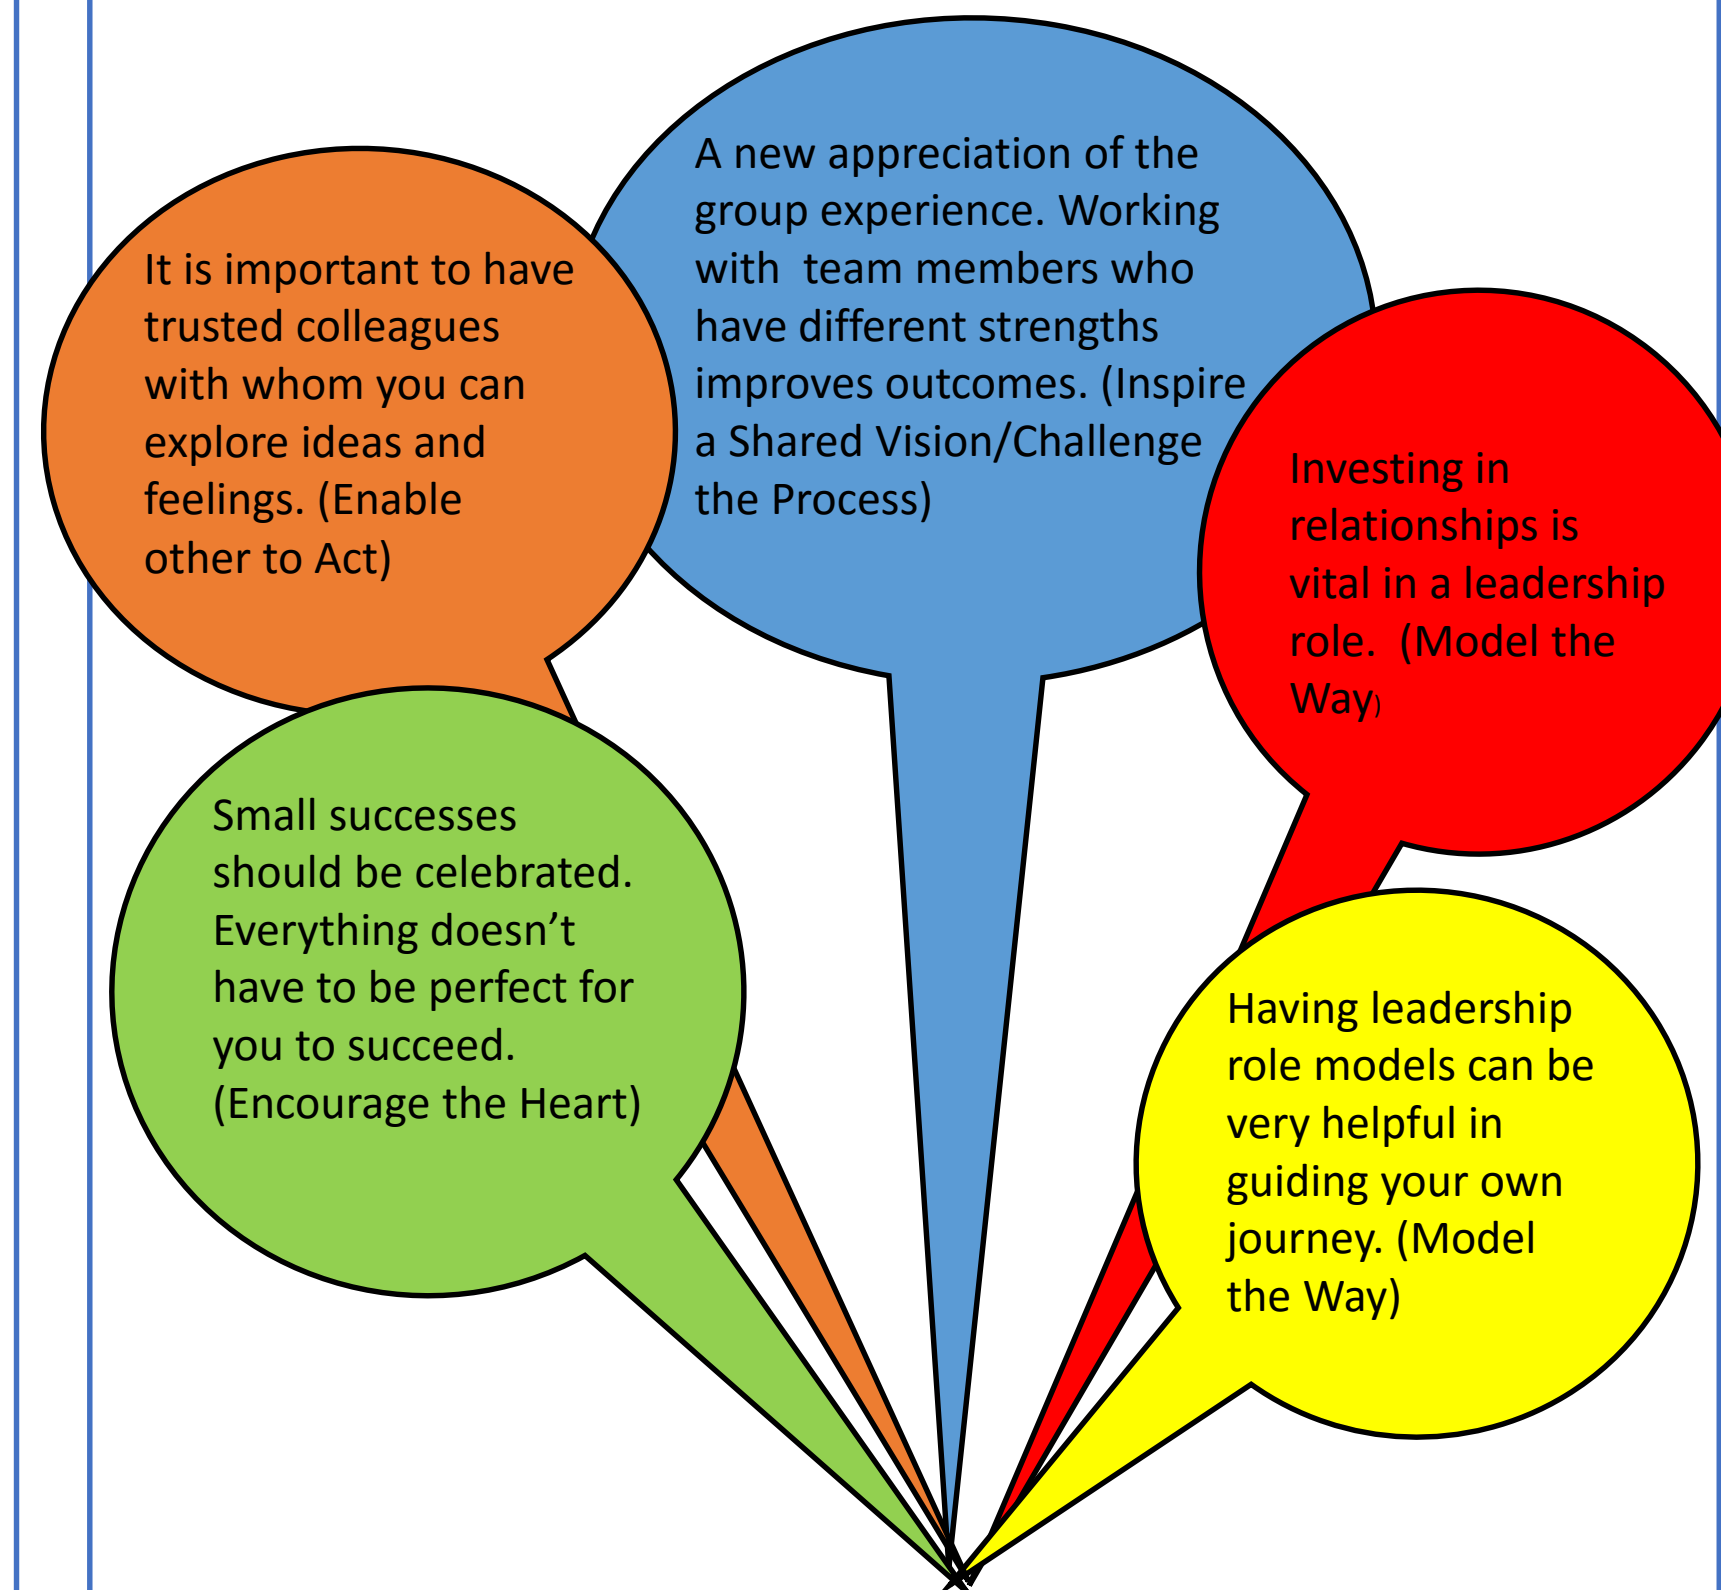 It is important to have
trusted colleagues
with whom you can
explore ideas and
feelings. (Enable
other to Act)
A new appreciation of the
group experience. Working
with  team members who
have different strengths
improves outcomes. (Inspire
a Shared Vision/Challenge
the Process)
Investing in
relationships is
vital in a leadership
role.  (Model the
Way)
Small successes
should be celebrated.
Everything doesn’t
have to be perfect for
you to succeed.
(Encourage the Heart)
Having leadership
role models can be
very helpful in
guiding your own
journey. (Model
the Way)